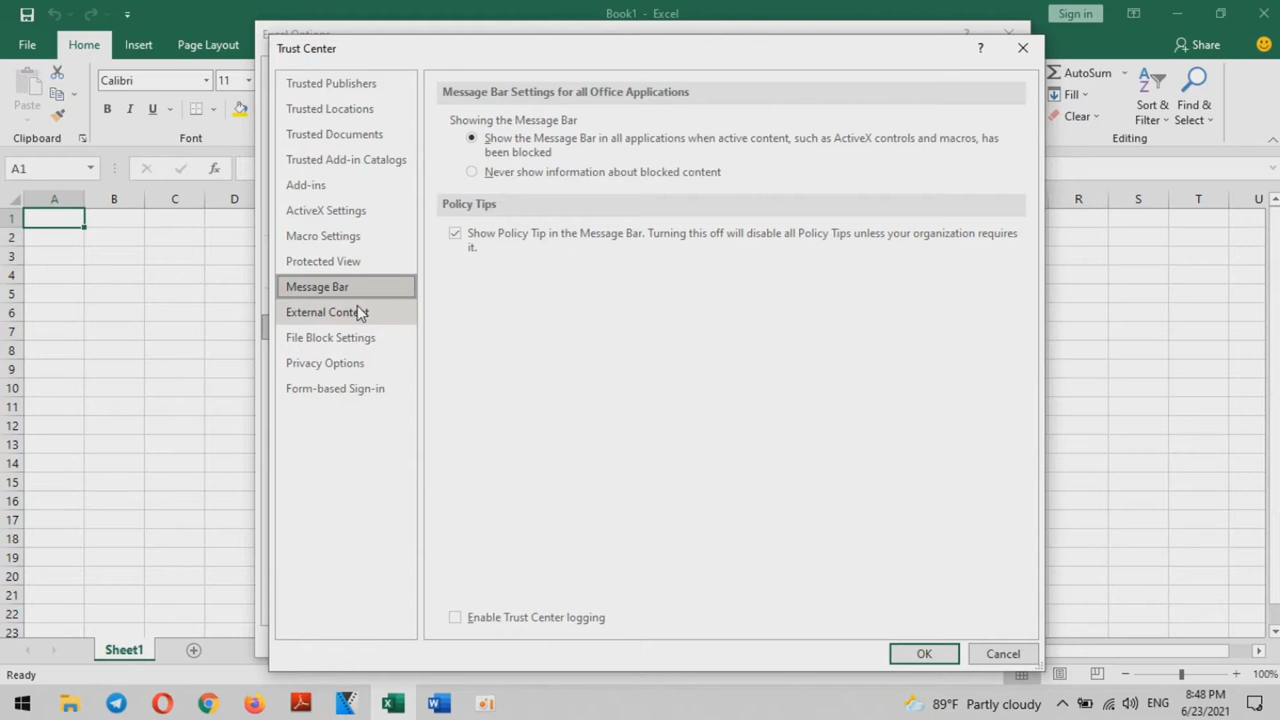 Book1 - Excel
Sign in
File
Home
Insert
Page Layout
Share
Excel Options
Trust Center
?
Paste
Calibri
11
B I U
Clipboard
Font
AutoSum
Fill
Clear
Sort &
Filter
Find &
Select
Editing
A1
fx
A B C D R S T U
1
2
3
4
5
6
7
8
9
10
11
12
13
14
15
16
17
18
19
20
21
22
23
Trusted Publishers
Trusted Locations
Trusted Documents
Trusted Add-in Catalogs
Add-ins
ActiveX Settings
Macro Settings
Protected View
Message Bar
External Content
File Block Settings
Privacy Options
Form-based Sign-in
Message Bar Settings for all Office Applications
Showing the Message Bar
Show the Message Bar in all applications when active content, such as ActiveX controls and macros, has
been blocked
Never show information about blocked content
Policy Tips
Show Policy Tip in the Message Bar. Turning this off will disable all Policy Tips unless your organization requires
it.
Enable Trust Center logging
OK
Cancel
Sheet1
Ready
100%
89°F Partly cloudy
ENG
8:48 PM
6/23/2021